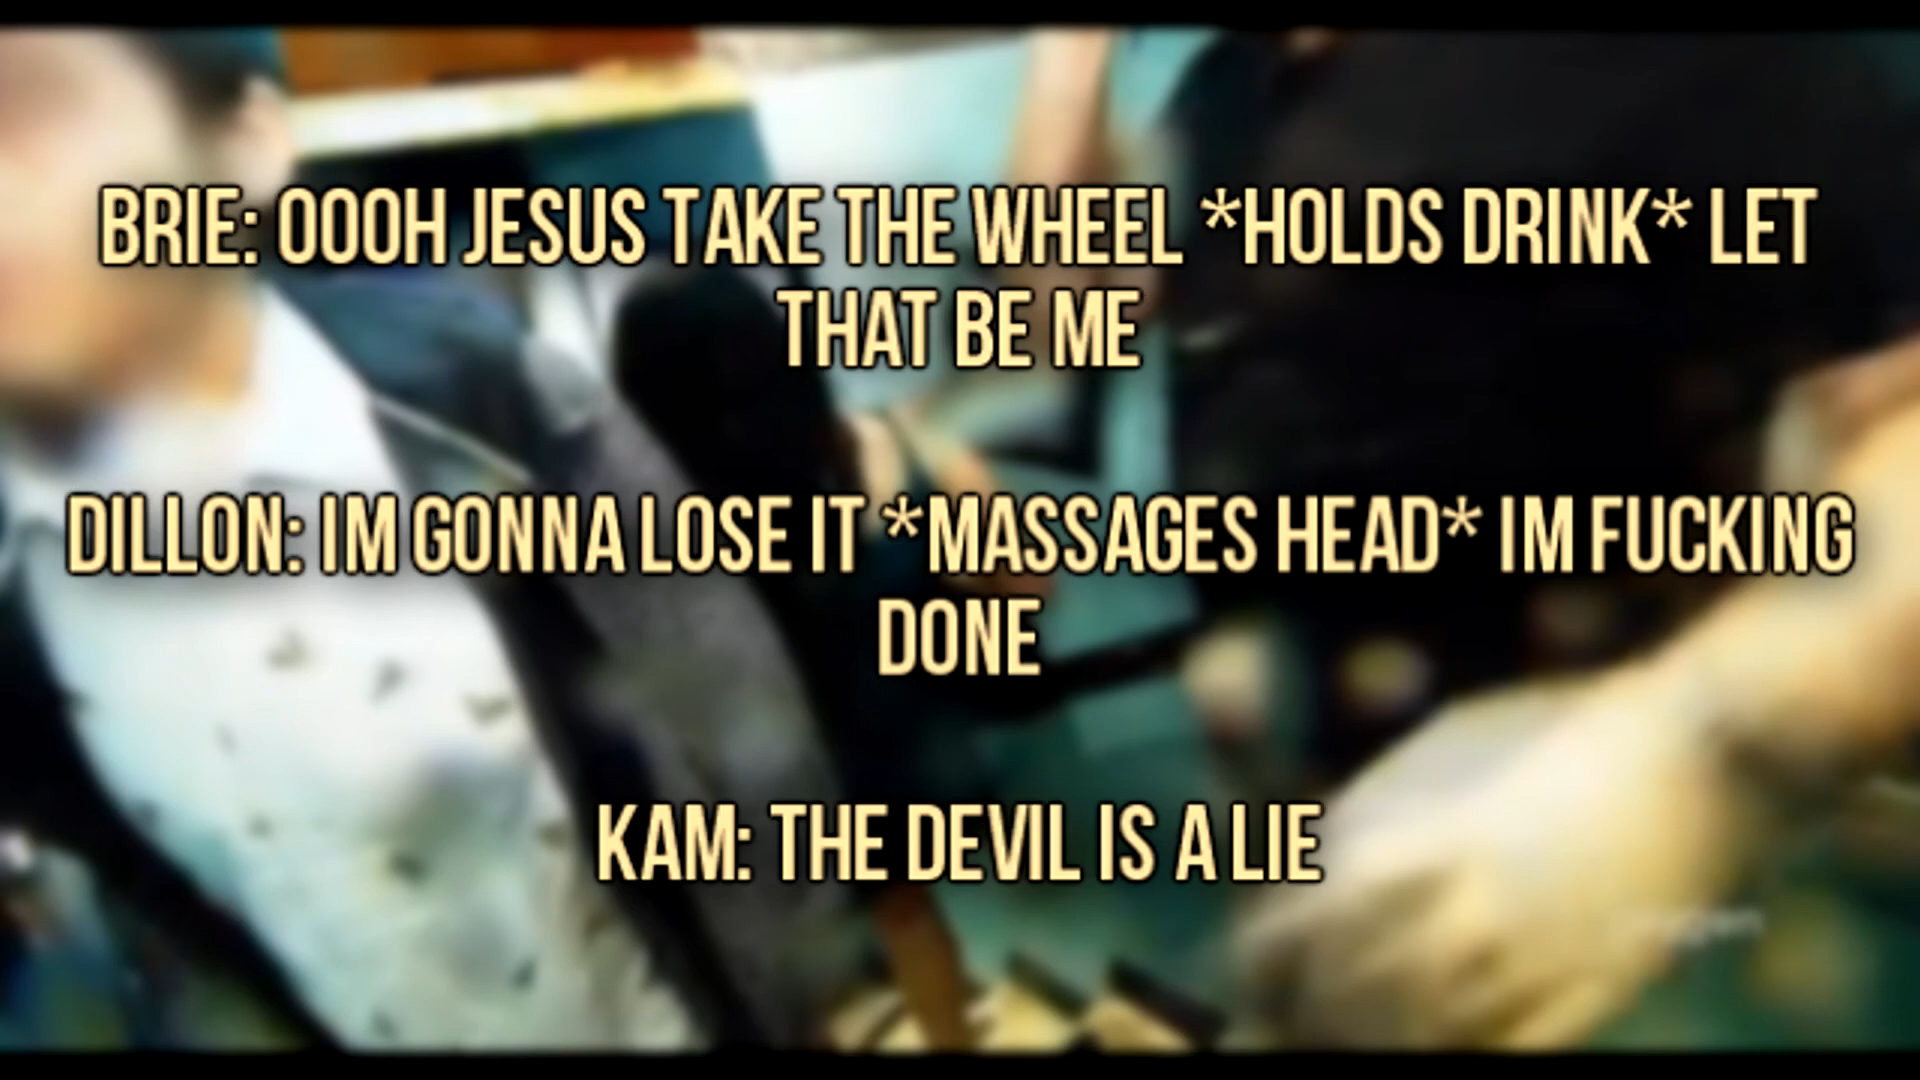 BRIE: OOOH JESUS TAKE THE WHEEL *HOLDS DRINK* LET
THAT BE ME
DILLON: IM GONNA LOSE IT *MASSAGES HEAD* IM FUCKING
DONE
KAM: THE DEVIL IS A LIE